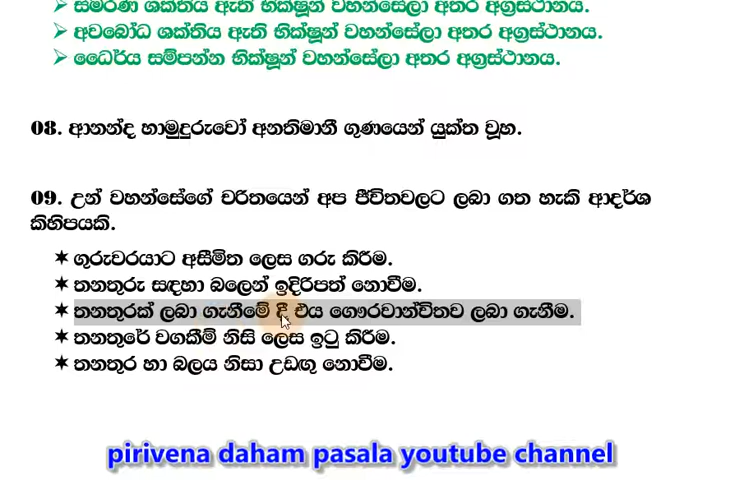 ➢ සමරණ ශක්තිය ඇති භික්ෂූන් වහන්සේලා අතර අග්‍රස්ථානය.
➢ අවබෝධ ශක්තිය ඇති භික්ෂූන් වහන්සේලා අතර අග්‍රස්ථානය.
➢ ධෛර්ය සම්පන්න භික්ෂූන් වහන්සේලා අතර අග්‍රස්ථානය.
08. ආනන්ද හාමුදුරුවෝ අනතිමානී ගුණයෙන් යුක්ත වූහ.
09. උන් වහන්සේගේ චරිතයෙන් අප ජීවිතවලට ලබා ගත හැකි ආදර්ශ
කිහිපයකි.
✶ ගුරුවරයාට අසීමිත ලෙස ගරු කිරීම.
✶ තනතුරු සඳහා බලෙන් ඉදිරිපත් නොවීම.
✶ තනතුරක් ලබා ගැනීමේ දී එය ගෞරවාන්විතව ලබා ගැනීම.
✶ තනතුරේ වගකීම් නිසි ලෙස ඉටු කිරීම.
✶ තනතුර හා බලය නිසා උඩඟු නොවීම.
pirivena daham pasala youtube channel